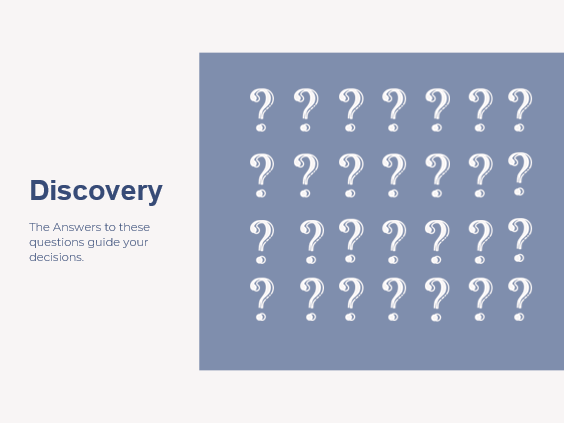 Discovery
The Answers to these
questions guide your
decisions.
? ? ? ? ? ? ?
? ? ? ? ? ? ?
? ? ? ? ? ? ?
? ? ? ? ? ? ?